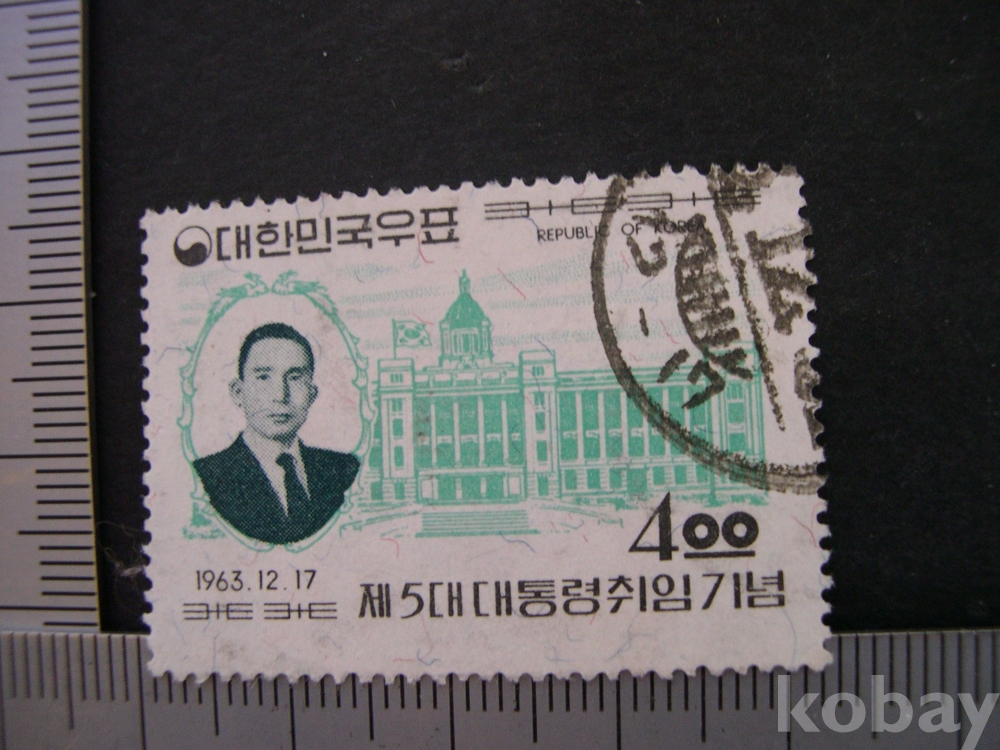 대한민국우표
REPUBLIC OF KOREA
14
4.00
1963.12.17
제5대 대통령취임기념
kobay